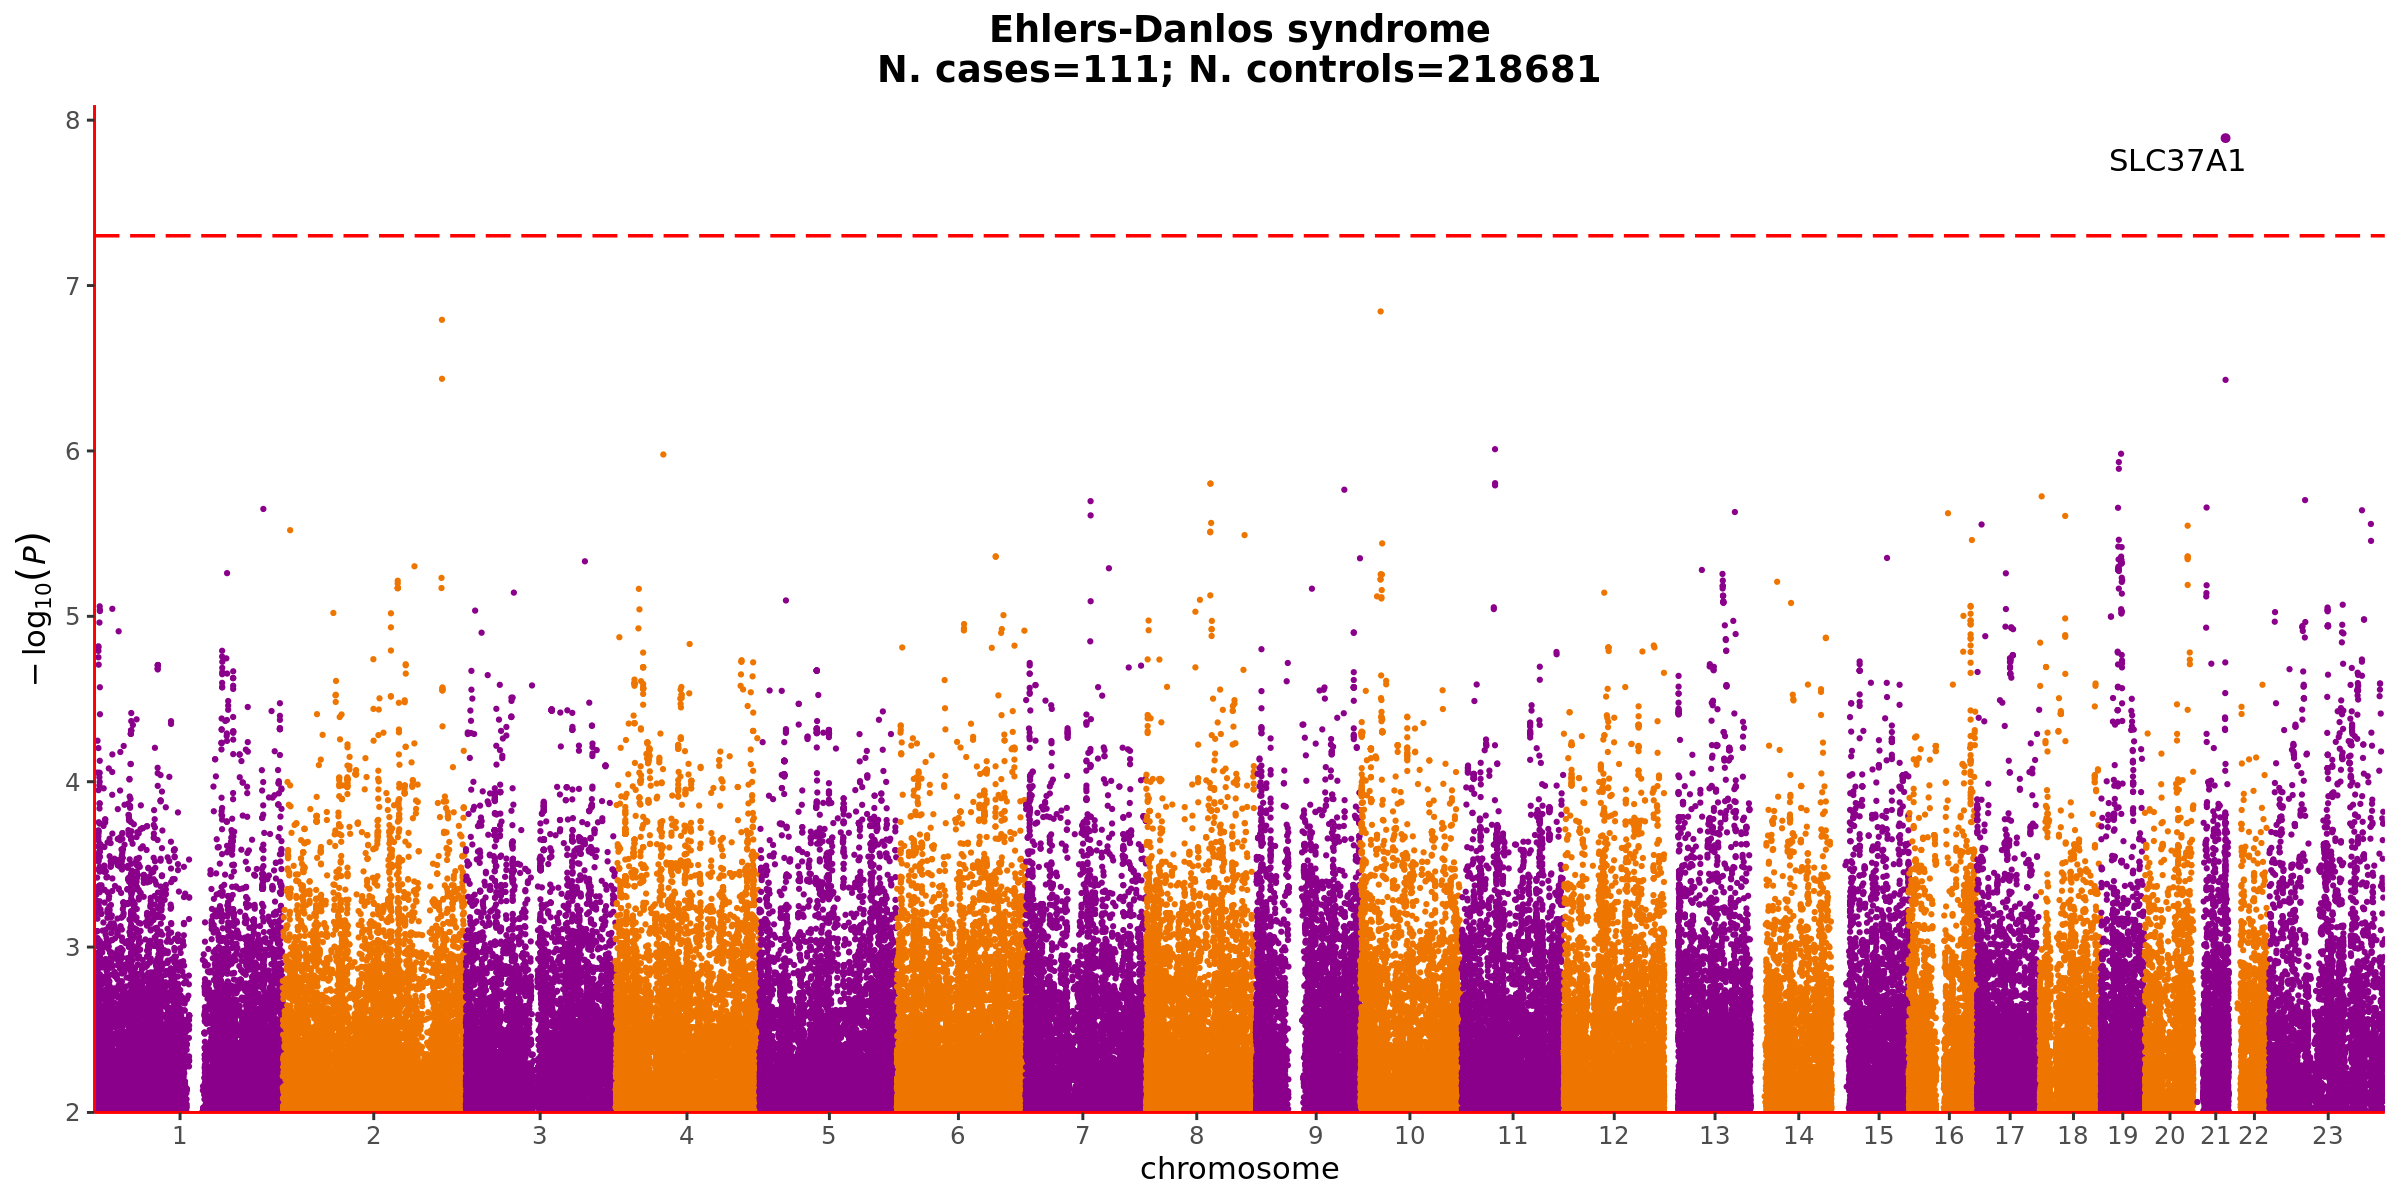 Ehlers-Danlos syndrome
N. cases=111; N. controls=218681
8
SLC37A1
7
6
5
4
3
2
− log₁₀(P)
1 2 3 4 5 6 7 8 9 10 11 12 13 14 15 16 17 18 19 20 21 22 23
chromosome